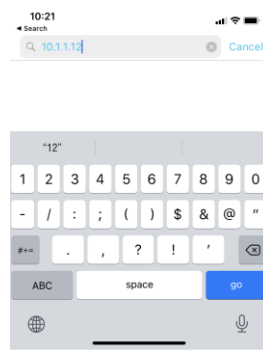 10:21
◀ Search
10.1.1.12 Cancel
"12"
1 2 3 4 5 6 7 8 9 0
- / : ; ( ) $ & @ "
#+= . , ? ! ' 
ABC space go